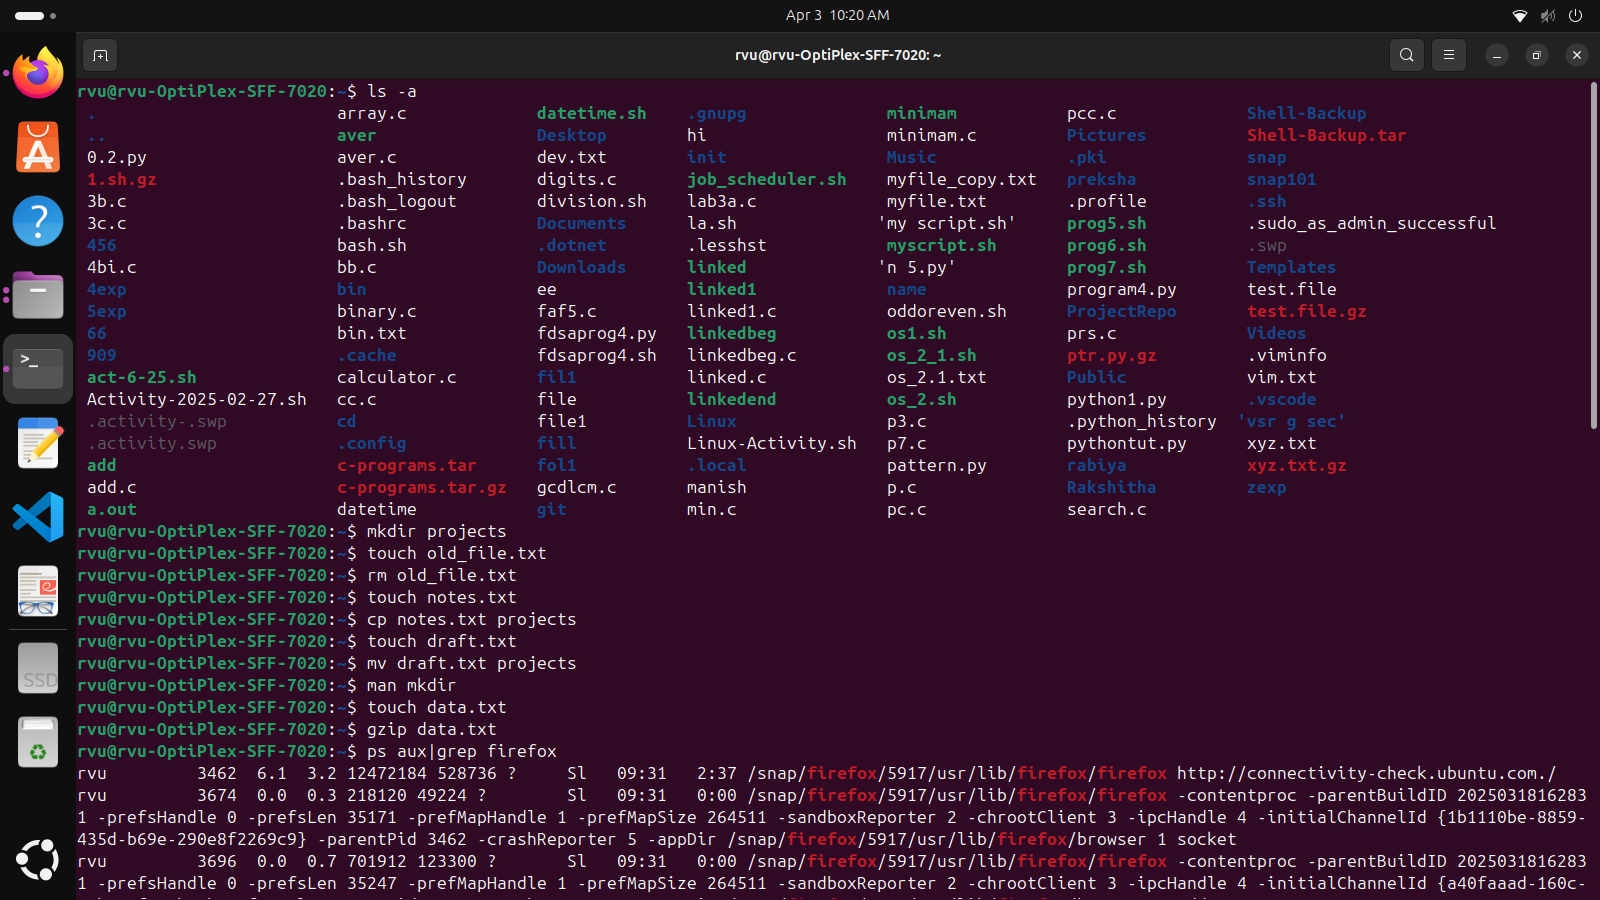 Apr 3 10:20 AM
rvu@rvu-OptiPlex-SFF-7020: ~
rvu@rvu-OptiPlex-SFF-7020:~$ ls -a
. array.c datetime.sh .gnupg minimam pcc.c Shell-Backup
.. aver Desktop hi minimam.c Pictures Shell-Backup.tar
0.2.py aver.c dev.txt init Music .pki snap
1.sh.gz .bash_history digits.c job_scheduler.sh myfile_copy.txt preksha snap101
3b.c .bash_logout division.sh lab3a.c myfile.txt .profile .ssh
3c.c .bashrc Documents la.sh 'my script.sh' prog5.sh .sudo_as_admin_successful
456 bash.sh .dotnet .lesshst myscript.sh prog6.sh .swp
4bi.c bb.c Downloads linked 'n 5.py' prog7.sh Templates
4exp bin ee linked1 name program4.py test.file
5exp binary.c faf5.c linked1.c oddoreven.sh ProjectRepo test.file.gz
66 bin.txt fdsaprog4.py linkedbeg os1.sh prs.c Videos
909 .cache fdsaprog4.sh linkedbeg.c os_2_1.sh ptr.py.gz .viminfo
act-6-25.sh calculator.c fil1 linked.c os_2.1.txt Public vim.txt
Activity-2025-02-27.sh cc.c file linkedend os_2.sh python1.py .vscode
.activity-.swp cd file1 Linux p3.c .python_history 'vsr g sec'
.activity.swp .config fill Linux-Activity.sh p7.c pythontut.py xyz.txt
add c-programs.tar fol1 .local pattern.py rabiya xyz.txt.gz
add.c c-programs.tar.gz gcdlcm.c manish p.c Rakshitha zexp
a.out datetime git min.c pc.c search.c
rvu@rvu-OptiPlex-SFF-7020:~$ mkdir projects
rvu@rvu-OptiPlex-SFF-7020:~$ touch old_file.txt
rvu@rvu-OptiPlex-SFF-7020:~$ rm old_file.txt
rvu@rvu-OptiPlex-SFF-7020:~$ touch notes.txt
rvu@rvu-OptiPlex-SFF-7020:~$ cp notes.txt projects
rvu@rvu-OptiPlex-SFF-7020:~$ touch draft.txt
rvu@rvu-OptiPlex-SFF-7020:~$ mv draft.txt projects
rvu@rvu-OptiPlex-SFF-7020:~$ man mkdir
rvu@rvu-OptiPlex-SFF-7020:~$ touch data.txt
rvu@rvu-OptiPlex-SFF-7020:~$ gzip data.txt
rvu@rvu-OptiPlex-SFF-7020:~$ ps aux|grep firefox
rvu 3462 6.1 3.2 12472184 528736 ? Sl 09:31 2:37 /snap/firefox/5917/usr/lib/firefox/firefox http://connectivity-check.ubuntu.com./
rvu 3674 0.0 0.3 218120 49224 ? Sl 09:31 0:00 /snap/firefox/5917/usr/lib/firefox/firefox -contentproc -parentBuildID 2025031816283
1 -prefsHandle 0 -prefsLen 35171 -prefMapHandle 1 -prefMapSize 264511 -sandboxReporter 2 -chrootClient 3 -ipcHandle 4 -initialChannelId {1b1110be-8859-
435d-b69e-290e8f2269c9} -parentPid 3462 -crashReporter 5 -appDir /snap/firefox/5917/usr/lib/firefox/browser 1 socket
rvu 3696 0.0 0.7 701912 123300 ? Sl 09:31 0:00 /snap/firefox/5917/usr/lib/firefox/firefox -contentproc -parentBuildID 2025031816283
1 -prefsHandle 0 -prefsLen 35247 -prefMapHandle 1 -prefMapSize 264511 -sandboxReporter 2 -chrootClient 3 -ipcHandle 4 -initialChannelId {a40faaad-160c-
SSD